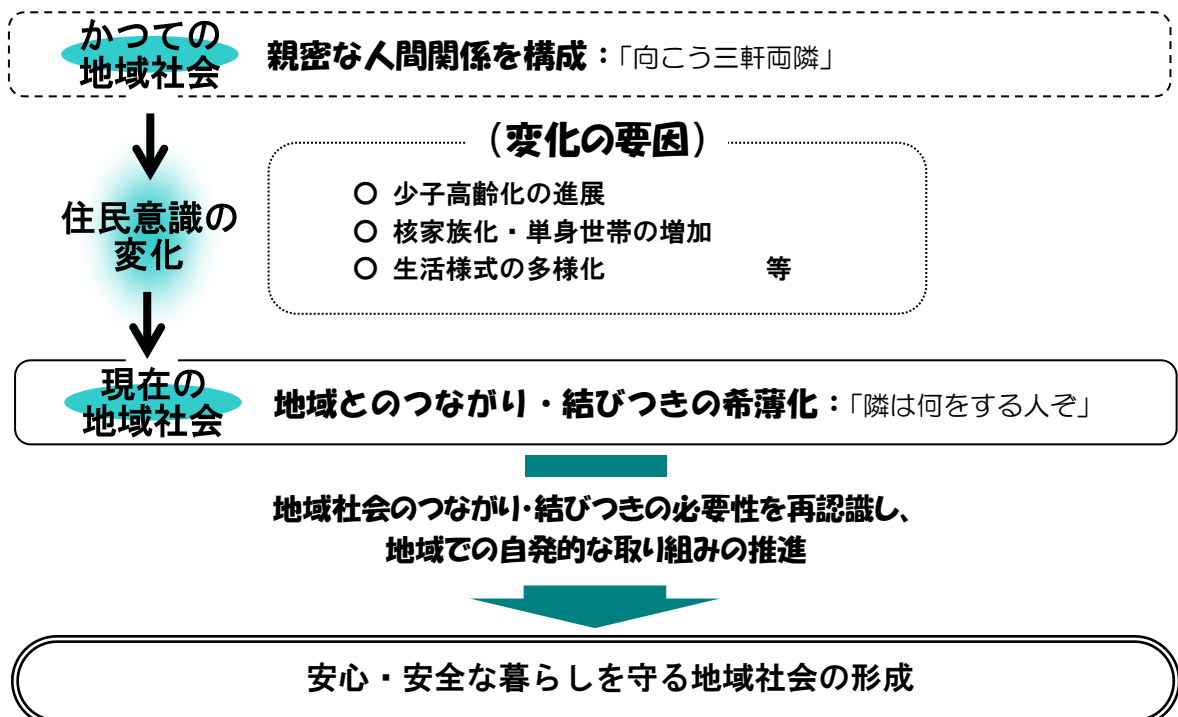 かつての
地域社会
親密な人間関係を構成：「向こう三軒両隣」
（変化の要因）
○ 少子高齢化の進展
○ 核家族化・単身世帯の増加
○ 生活様式の多様化 等
住民意識の
変化
現在の
地域社会
地域とのつながり・結びつきの希薄化：「隣は何をする人ぞ」
地域社会のつながり・結びつきの必要性を再認識し、
地域での自発的な取り組みの推進
安心・安全な暮らしを守る地域社会の形成